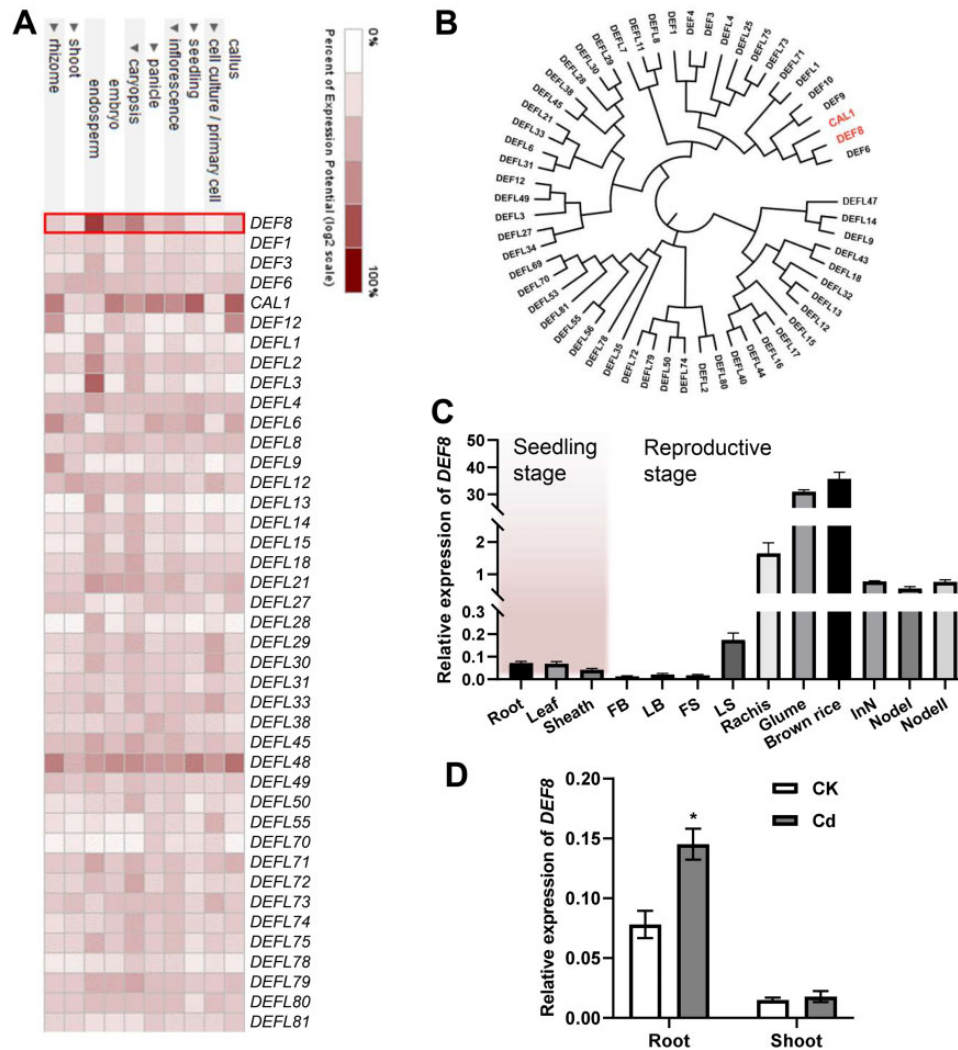 A
rhizome
shoot
endosperm
embryo
caryopsis
panicle
inflorescence
seedling
cell culture / primary cell
callus
0%
Percent of Expression Potential (log2 scale)
100%
DEF8
DEF1
DEF3
DEF6
CAL1
DEF12
DEFL1
DEFL2
DEFL3
DEFL4
DEFL6
DEFL8
DEFL9
DEFL12
DEFL13
DEFL14
DEFL15
DEFL18
DEFL21
DEFL27
DEFL28
DEFL29
DEFL30
DEFL31
DEFL33
DEFL38
DEFL45
DEFL48
DEFL49
DEFL50
DEFL55
DEFL70
DEFL71
DEFL72
DEFL73
DEFL74
DEFL75
DEFL78
DEFL79
DEFL80
DEFL81
B
DEF1
DEF4
DEF3
DEFL4
DEFL25
DEFL75
DEFL73
DEFL71
DEFL1
DEF10
DEF9
CAL1
DEF8
DEF6
DEFL47
DEFL14
DEFL9
DEFL43
DEFL18
DEFL32
DEFL13
DEFL12
DEFL15
DEFL17
DEFL16
DEFL44
DEFL40
DEFL80
DEFL2
DEFL74
DEFL50
DEFL79
DEFL72
DEFL35
DEFL78
DEFL56
DEFL55
DEFL81
DEFL53
DEFL70
DEFL69
DEFL34
DEFL27
DEFL3
DEFL49
DEF12
DEFL31
DEFL6
DEFL33
DEFL21
DEFL45
DEFL38
DEFL28
DEFL30
DEFL29
DEFL7
DEFL11
DEFL8
C
Seedling
stage
Reproductive
stage
Relative expression of DEF8
50
40
30
2
1
0.3
0.2
0.1
0.0
Root
Leaf
Sheath
FB
LB
FS
LS
Rachis
Glume
Brown rice
InN
NodeI
NodeII
D
Relative expression of DEF8
0.20
0.15
0.10
0.05
0.00
CK
Cd
*
Root
Shoot